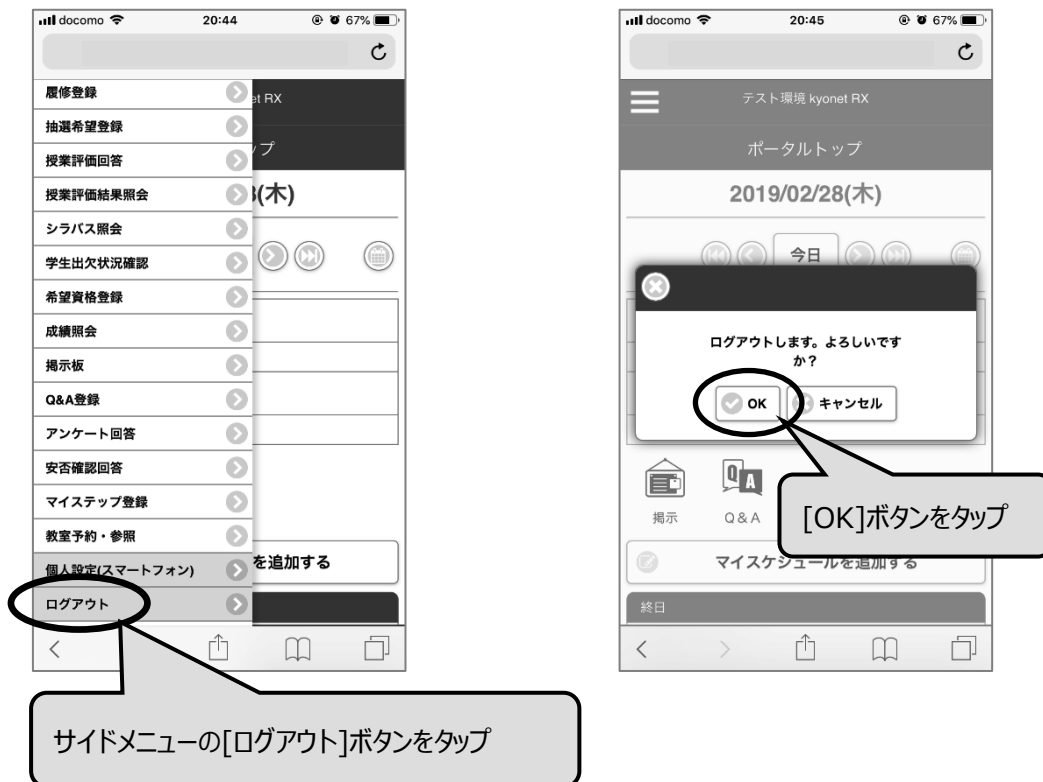 docomo 20:44 67%
履修登録
et RX
抽選希望登録
授業評価回答
ップ
授業評価結果照会
(木)
シラバス照会
学生出欠状況確認
希望資格登録
成績照会
掲示板
Q&A登録
アンケート回答
安否確認回答
マイステップ登録
教室予約・参照
個人設定(スマートフォン)
を追加する
ログアウト
サイドメニューの[ログアウト]ボタンをタップ
docomo 20:45 67%
テスト環境 kyonet RX
ポータルトップ
2019/02/28(木)
今日
ログアウトします。よろしいです
か？
OK キャンセル
[OK]ボタンをタップ
掲示 Q&A
マイスケジュールを追加する
終日